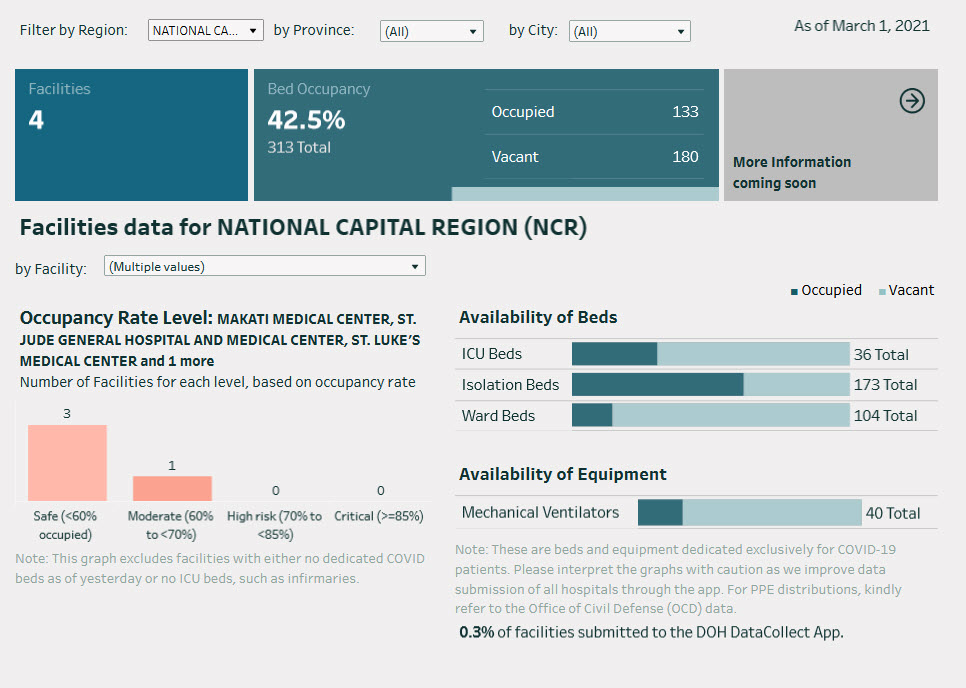 Filter by Region: NATIONAL CA... by Province: (All) by City: (All) As of March 1, 2021
Facilities
4
Bed Occupancy
42.5%
313 Total
Occupied 133
Vacant 180
More Information
coming soon
Facilities data for NATIONAL CAPITAL REGION (NCR)
by Facility: (Multiple values)
Occupied Vacant
Occupancy Rate Level: MAKATI MEDICAL CENTER, ST.
JUDE GENERAL HOSPITAL AND MEDICAL CENTER, ST. LUKE'S
MEDICAL CENTER and 1 more
Number of Facilities for each level, based on occupancy rate
3
1
0
0
Safe (<60%
occupied)
Moderate (60%
to <70%)
High risk (70% to
<85%)
Critical (>=85%)
Note: This graph excludes facilities with either no dedicated COVID
beds as of yesterday or no ICU beds, such as infirmaries.
Availability of Beds
ICU Beds 36 Total
Isolation Beds 173 Total
Ward Beds 104 Total
Availability of Equipment
Mechanical Ventilators 40 Total
Note: These are beds and equipment dedicated exclusively for COVID-19
patients. Please interpret the graphs with caution as we improve data
submission of all hospitals through the app. For PPE distributions, kindly
refer to the Office of Civil Defense (OCD) data.
0.3% of facilities submitted to the DOH DataCollect App.